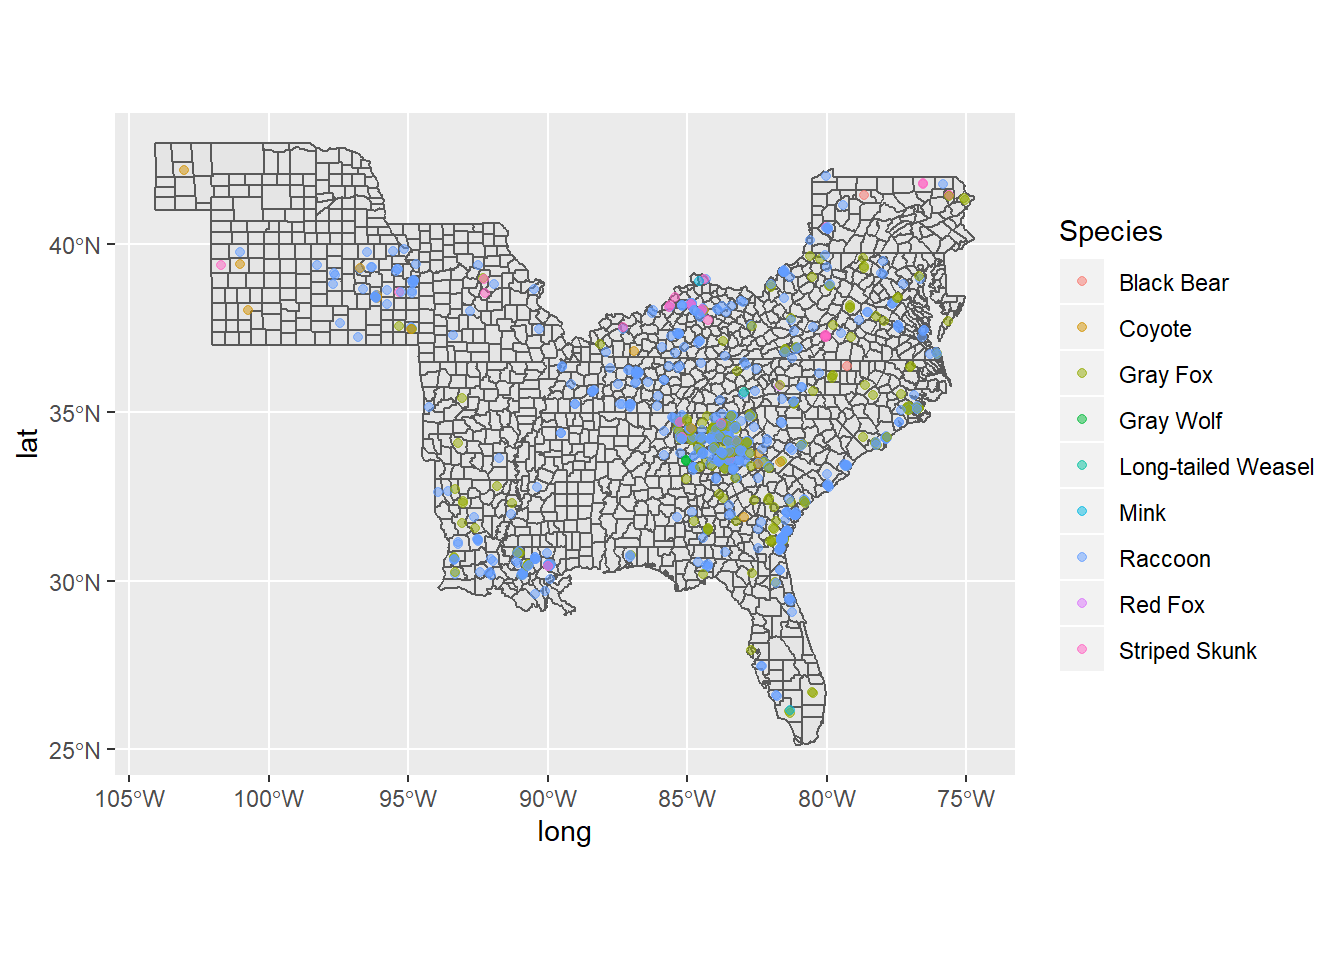 40°N
35°N
30°N
25°N
lat
105°W 100°W 95°W 90°W 85°W 80°W 75°W
long
Species
Black Bear
Coyote
Gray Fox
Gray Wolf
Long-tailed Weasel
Mink
Raccoon
Red Fox
Striped Skunk